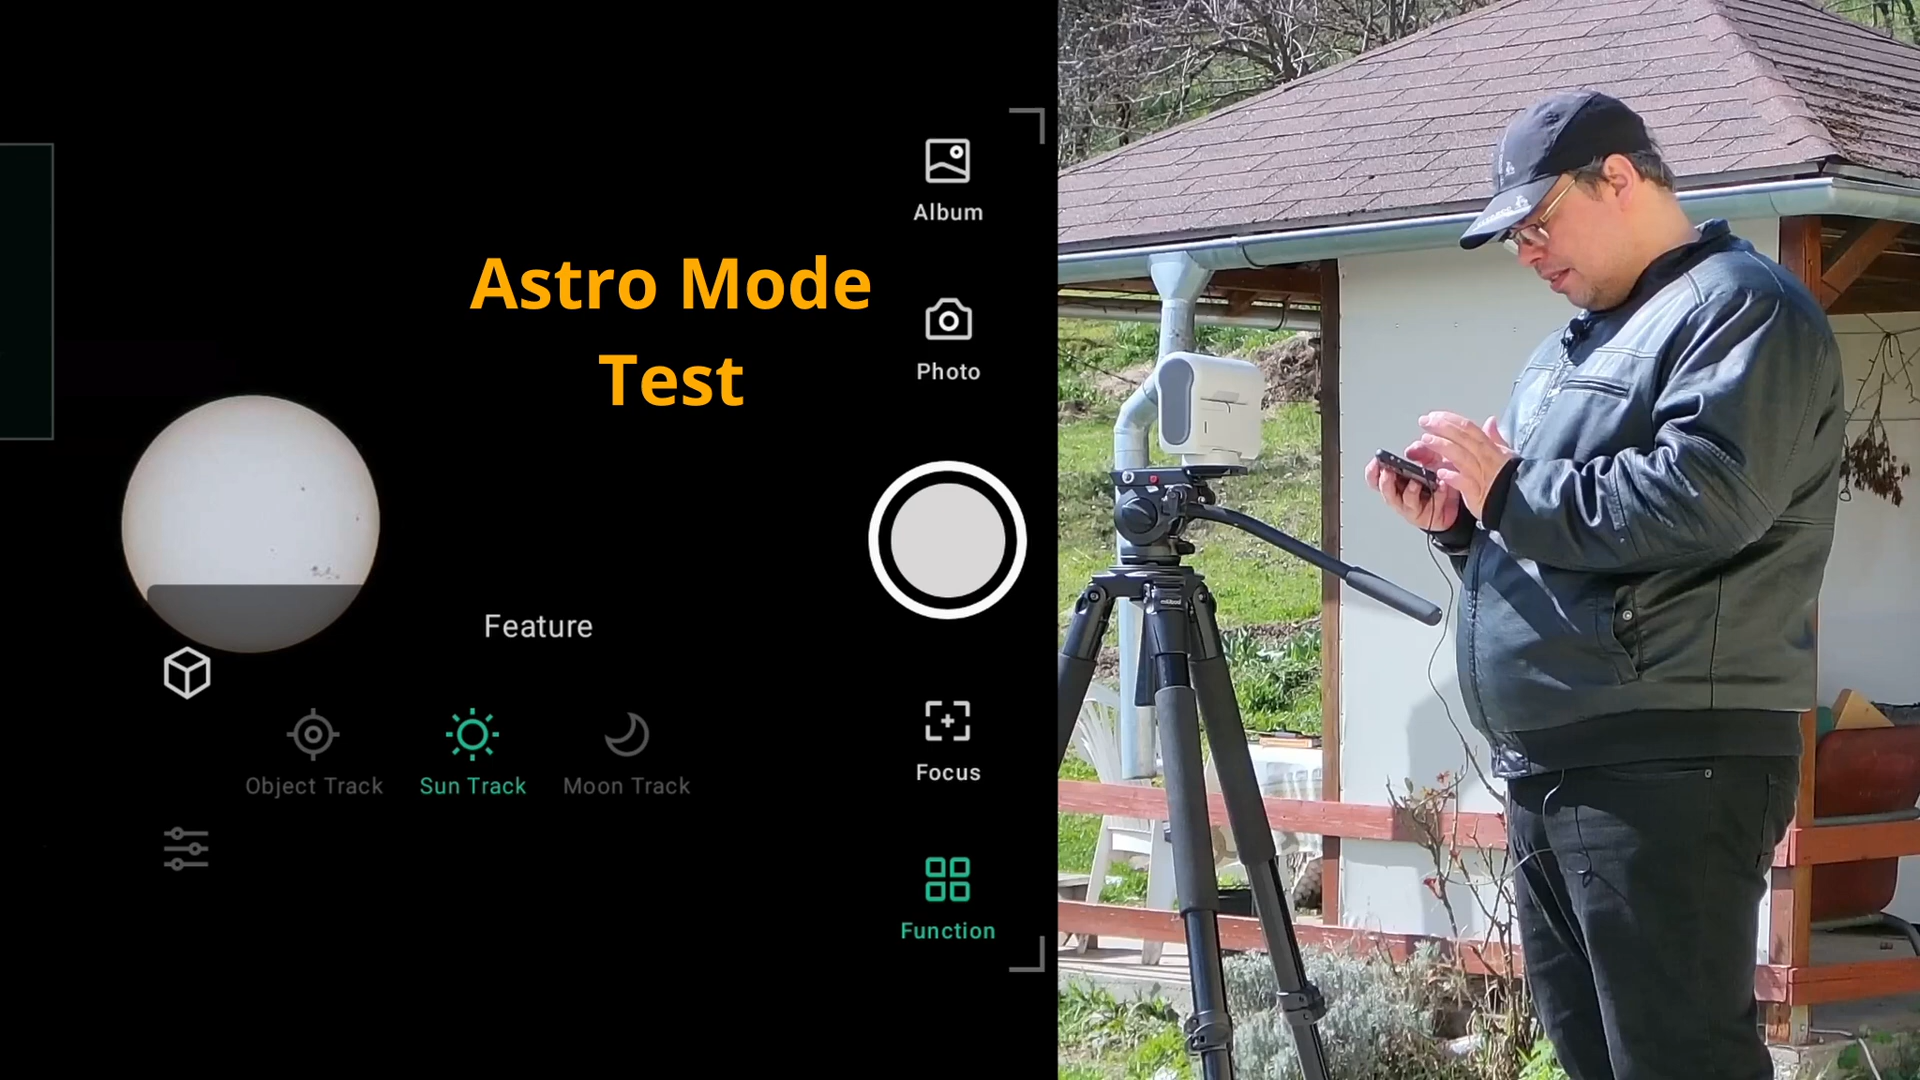 Album
Astro Mode
Test
Photo
Feature
Object Track
Sun Track
Moon Track
Focus
Function